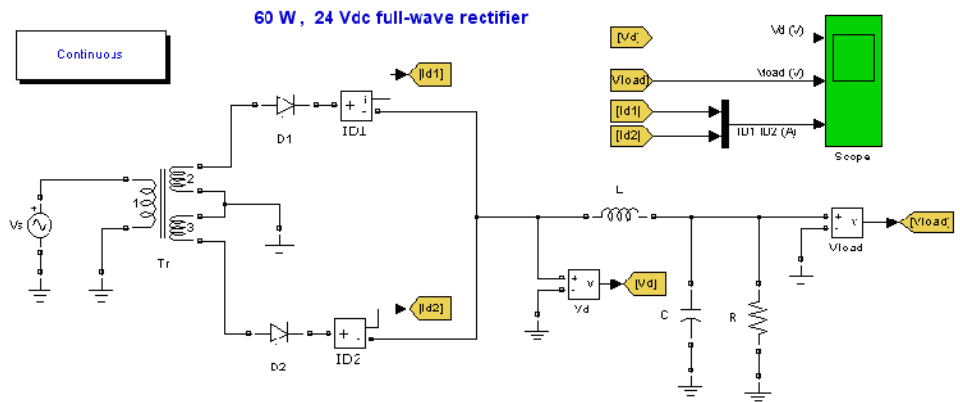 60 W, 24 Vdc full-wave rectifier
Continuous
[Id1]
[Vd]
Vd (V)
Vload]
Vload (V)
[Id1]
[Id2]
ID1 ID2 (A)
Scope
i
+
-
D1
ID1
Vs
+
1
2
3
Tr
L
+
-
v
Vload
[Vload]
+
-
v
Vd
[Vd]
[Id2]
+
-
D2
ID2
C
R